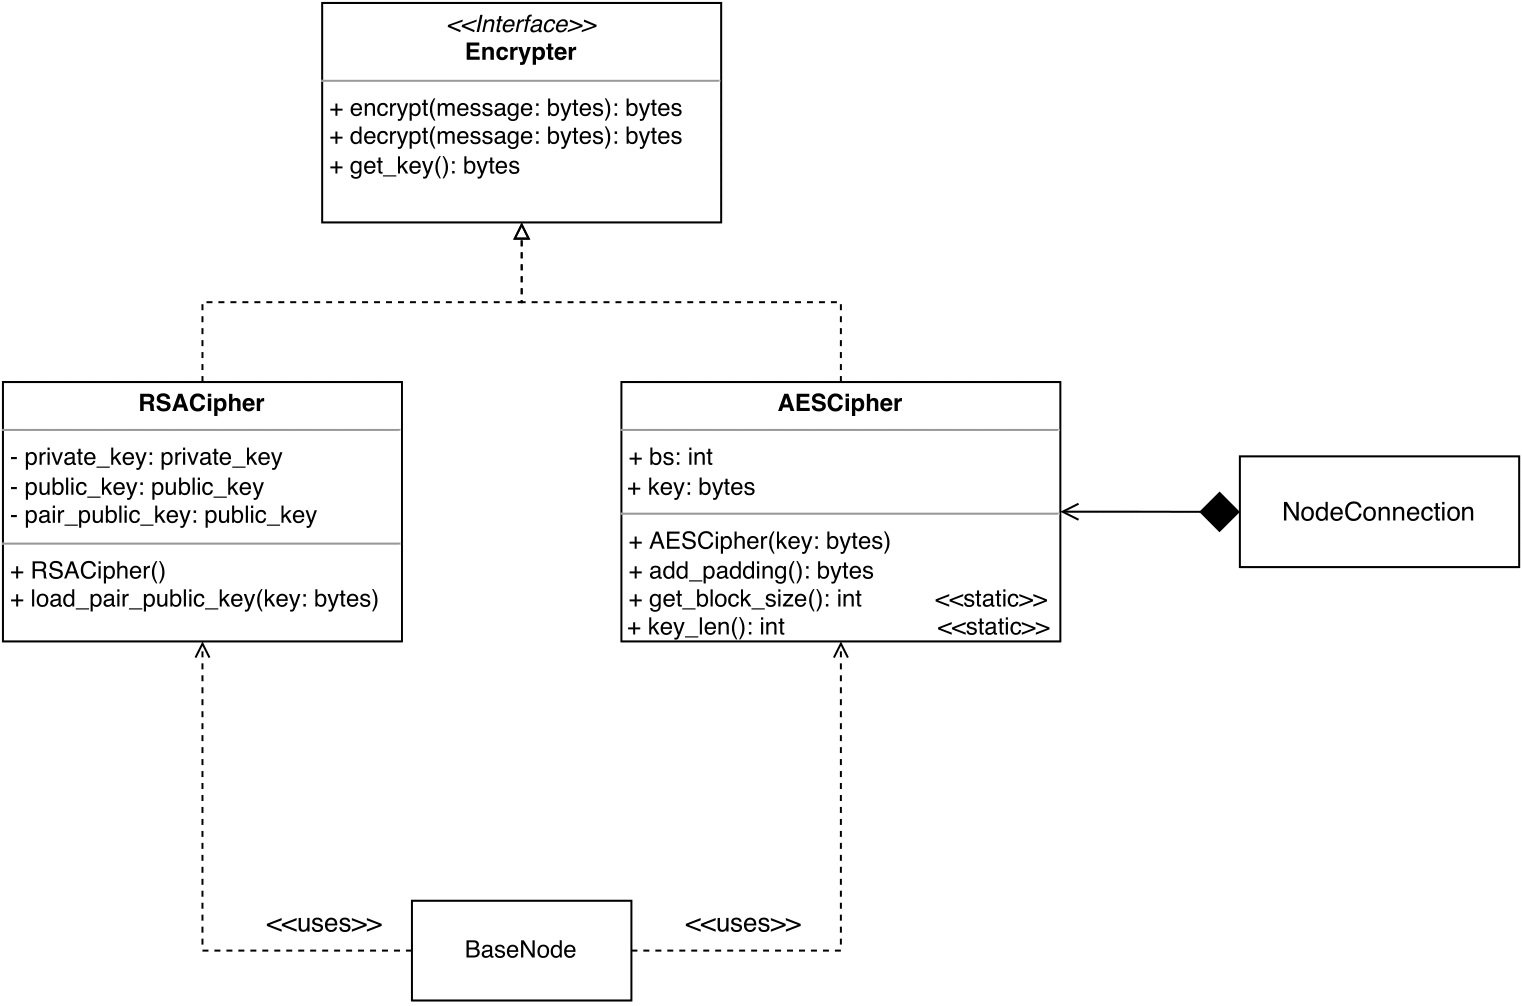 <<Interface>>
Encrypter
+ encrypt(message: bytes): bytes
+ decrypt(message: bytes): bytes
+ get_key(): bytes
RSACipher
- private_key: private_key
- public_key: public_key
- pair_public_key: public_key
+ RSACipher()
+ load_pair_public_key(key: bytes)
AESCipher
+ bs: int
+ key: bytes
+ AESCipher(key: bytes)
+ add_padding(): bytes
+ get_block_size(): int <<static>>
+ key_len(): int <<static>>
NodeConnection
<<uses>>
BaseNode
<<uses>>